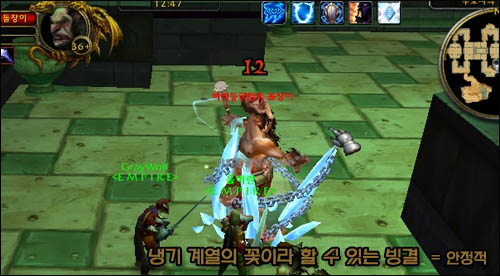 돌장이
12:47
36+
12
GrayWolf
<EMPIRE>
<EMPIRE>
냉기 계열의 꽃이라 할 수 있는 빙결 = 안정적